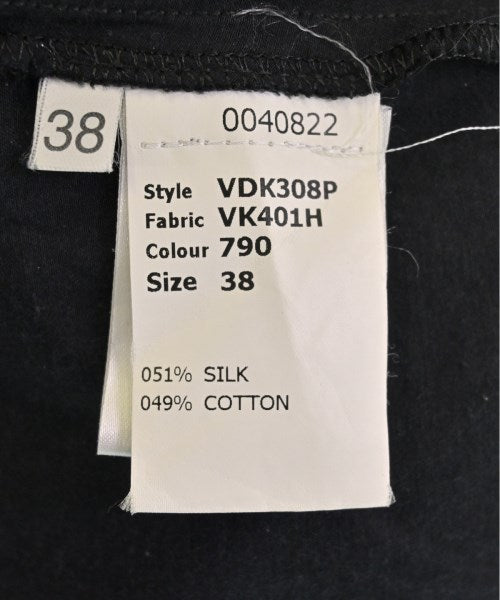 38
0040822
Style VDK308P
Fabric VK401H
Colour 790
Size 38
051% SILK
049% COTTON